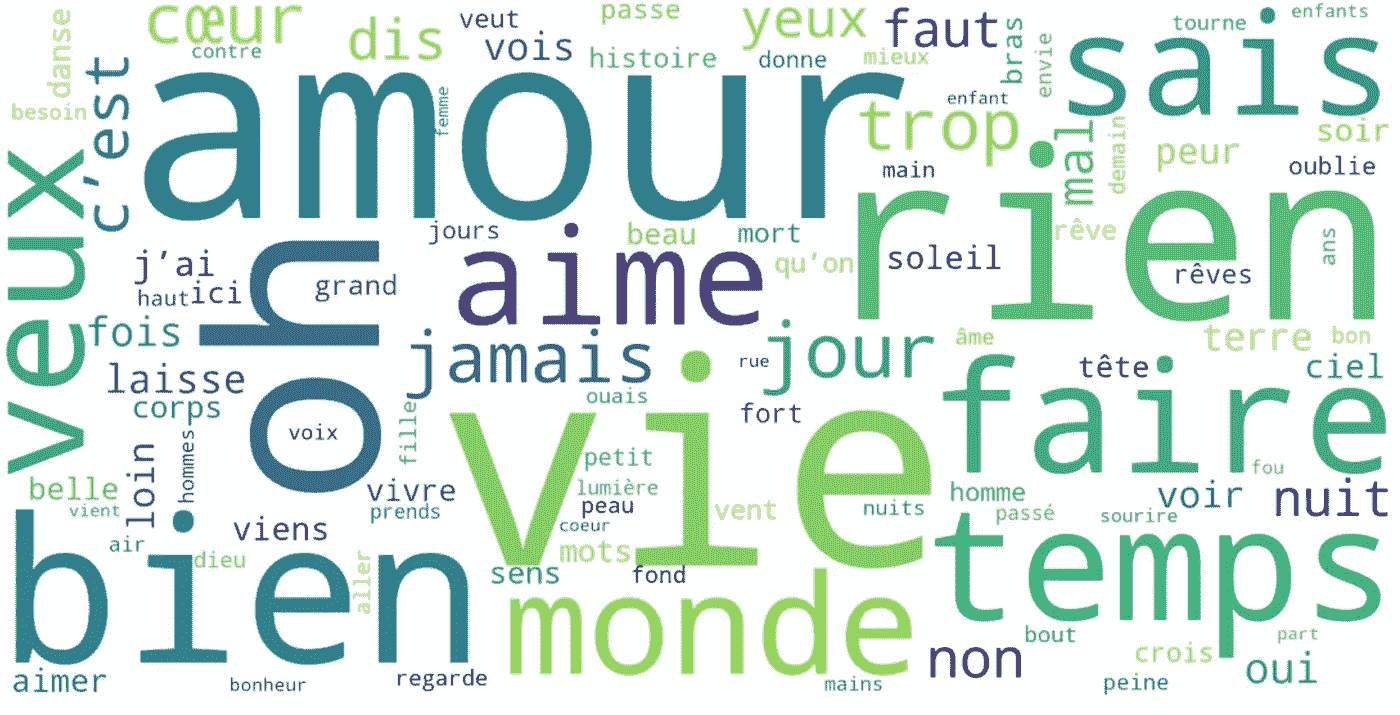 cœur
contre
dis
veut
vois
passe
histoire
yeux
donne
faut
mieux
bras
envie
tourne
enfants
sais
danse
besoin
c'est
amour
femme
trop
enfant
mal
demain
peur
soir
oublie
main
veux
jours
beau
mort
qu'on
aime
rien
soleil
rêve
rêves
ans
j'ai
haut
ici
grand
oh
fois
laisse
corps
jamais
ouais
rue
jour
âme
terre
bon
tête
ciel
faire
fort
voix
fille
vie
loin
hommes
belle
vient
vivre
prends
petit
lumière
peau
coeur
mots
vent
nuits
homme
passé
voir
fou
nuit
sourire
viens
air
dieu
aller
bien
sens
fond
monde
temps
non
bout
crois
part
oui
peine
aimer
bonheur
regarde
mains